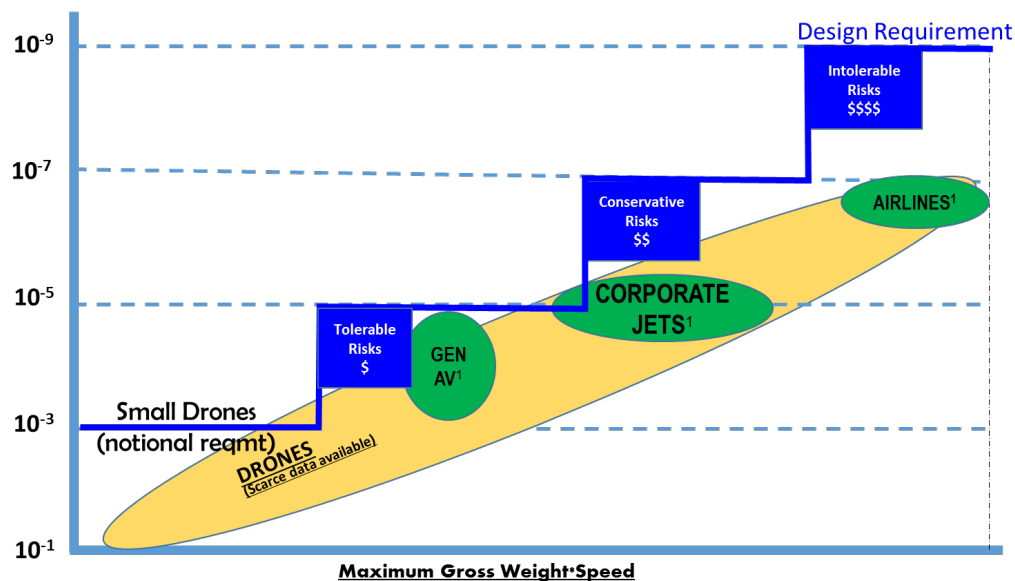 Design Requirement
10-9
Intolerable
Risks
$$$$
10-7
Conservative
Risks
$$
AIRLINES1
10-5
CORPORATE
JETS1
Tolerable
Risks
$
GEN
AV1
10-3
Small Drones
(notional reqmt)
DRONES
(Scarce data available)
10-1
Maximum Gross Weight*Speed